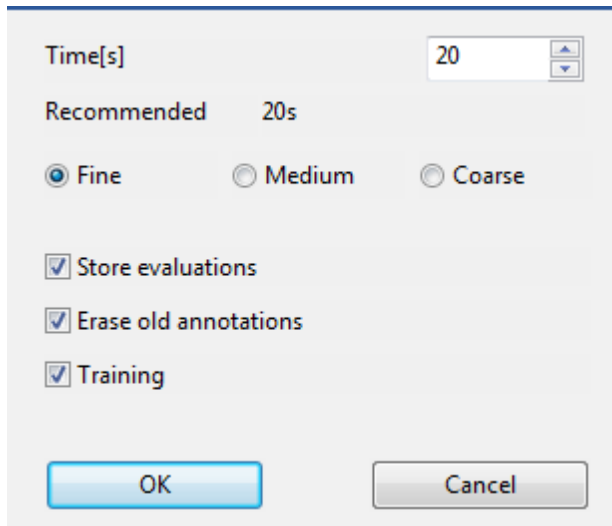 Time[s] 20
Recommended 20s
Fine Medium Coarse
Store evaluations
Erase old annotations
Training
OK Cancel